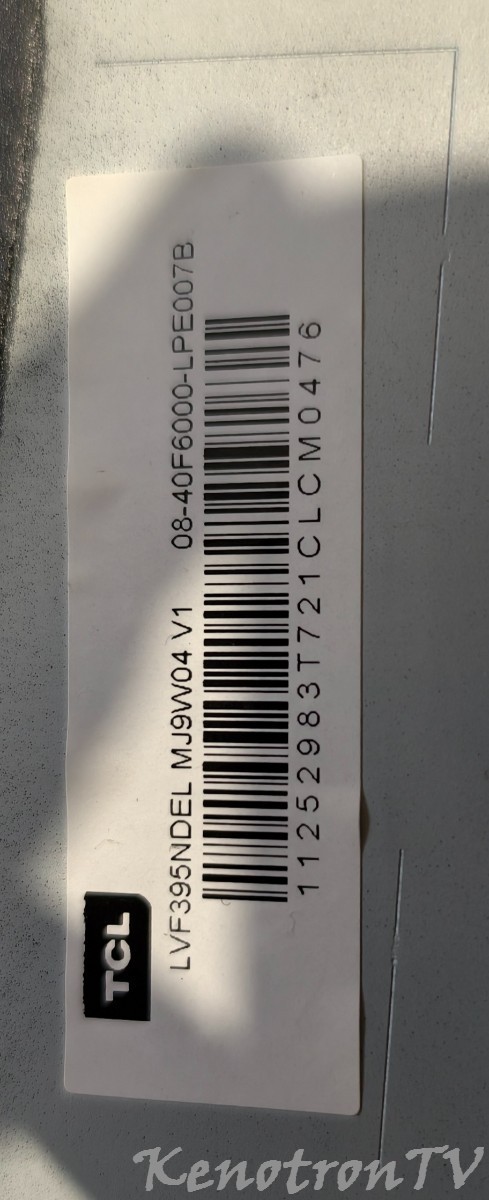 TCL
LVF395NDEL MJ9W04 V1 08-40F6000-LPE007B
11252983T721CLCM0476
KenotronTV